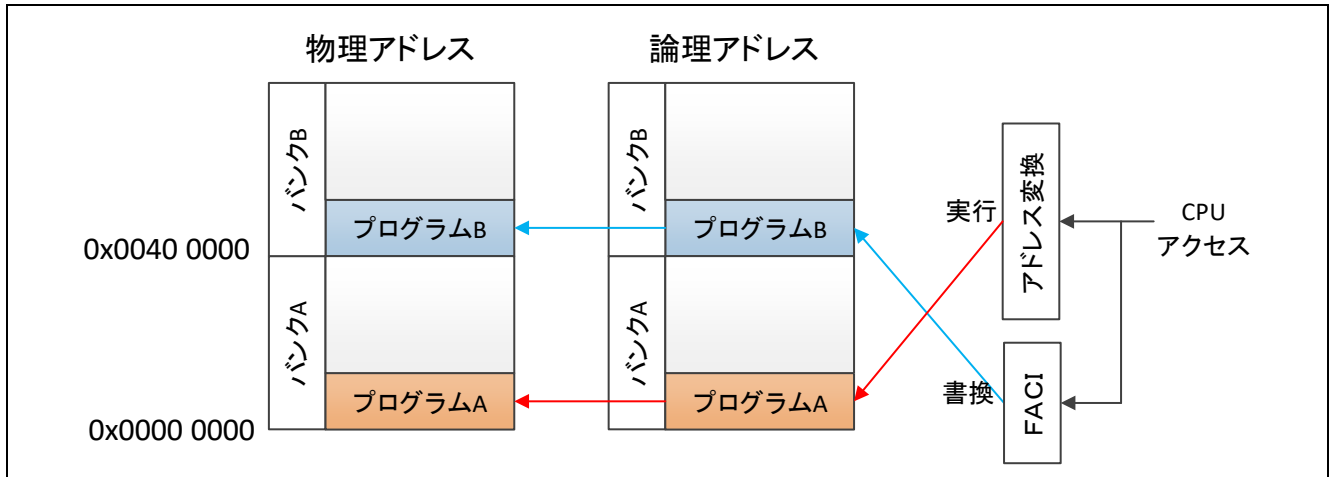 物理アドレス
論理アドレス
バンクB
バンクB
プログラムB
プログラムB
0x0040 0000
バンクA
バンクA
プログラムA
プログラムA
0x0000 0000
実行
アドレス変換
CPU
アクセス
書換
FACI